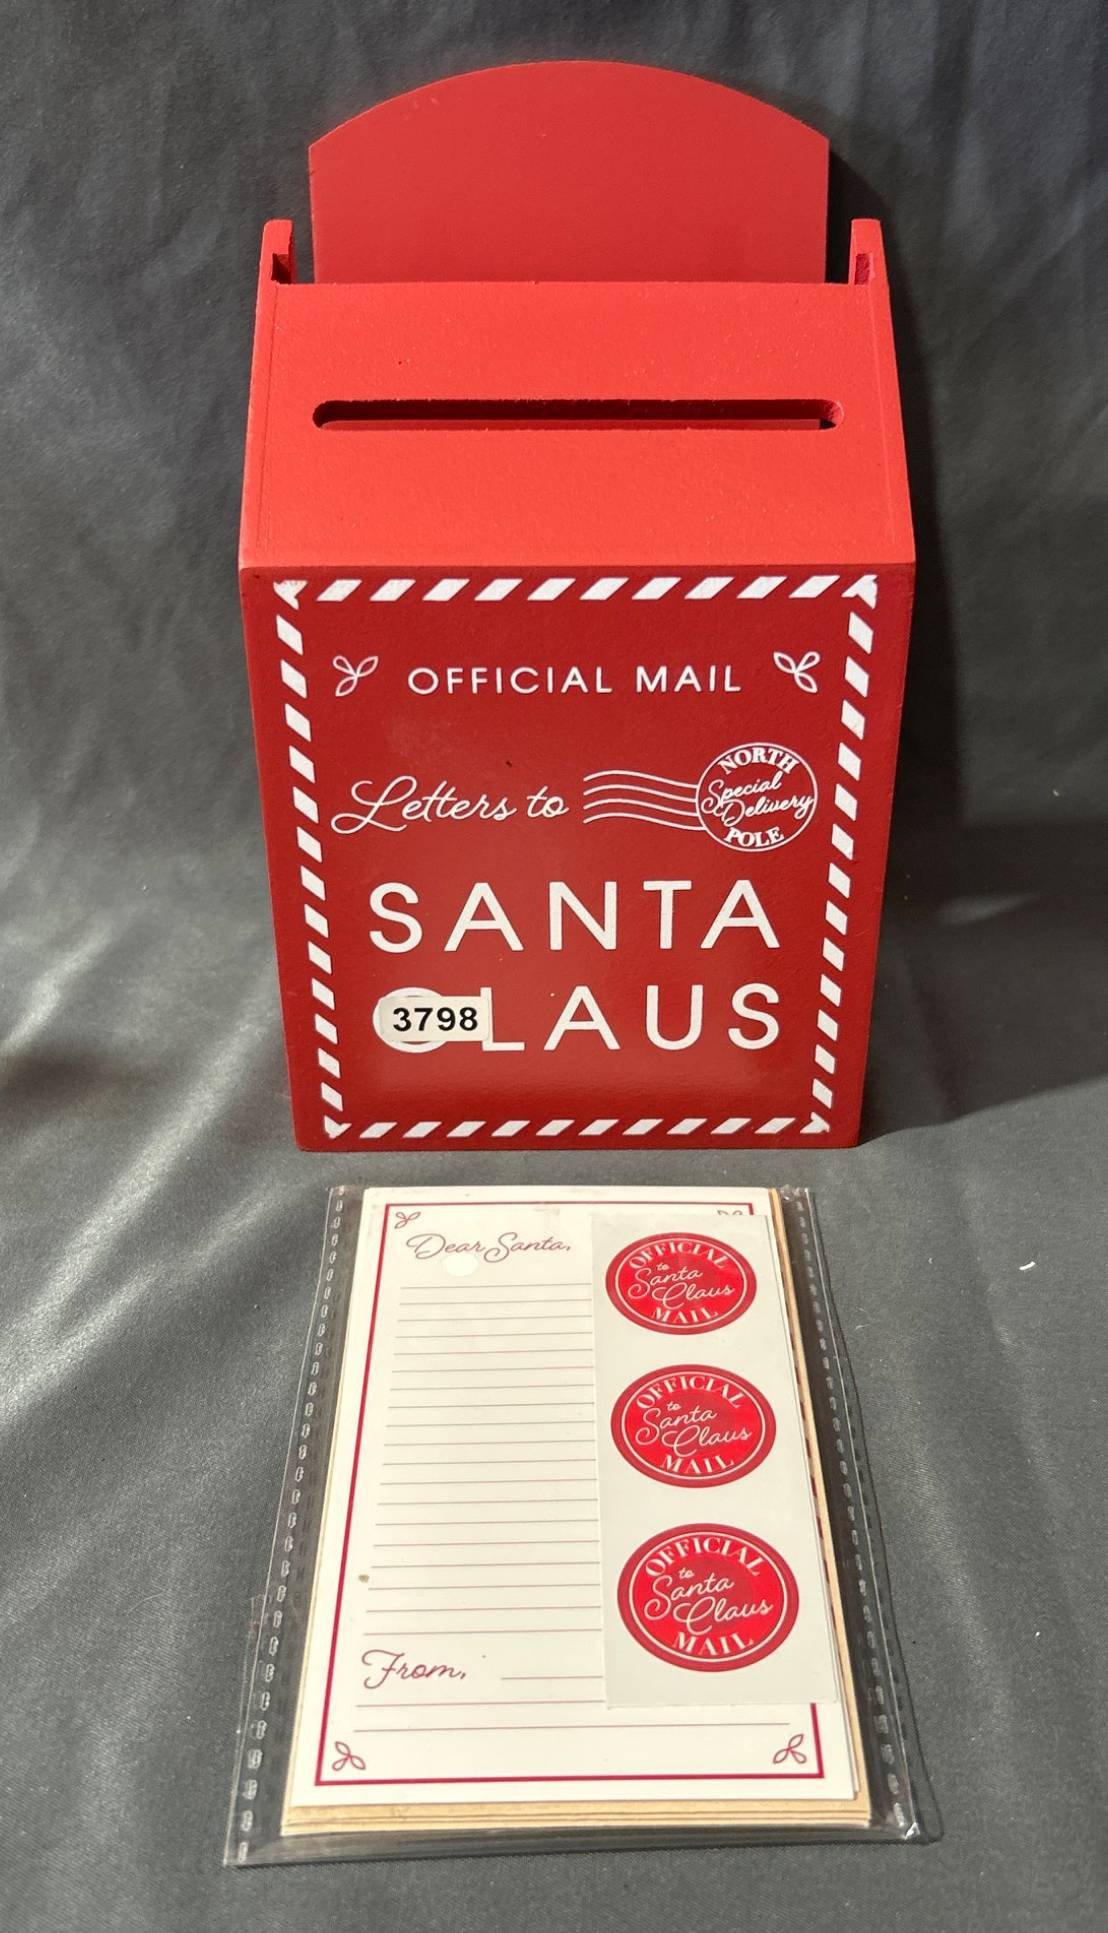 OFFICIAL MAIL
Letters to
NORTH
Special
Delivery
POLE
SANTA
CLAUS
3798
Dear Santa,
OFFICIAL
to
Santa
Claus
MAIL
OFFICIAL
to
Santa
Claus
MAIL
OFFICIAL
to
Santa
Claus
MAIL
From,